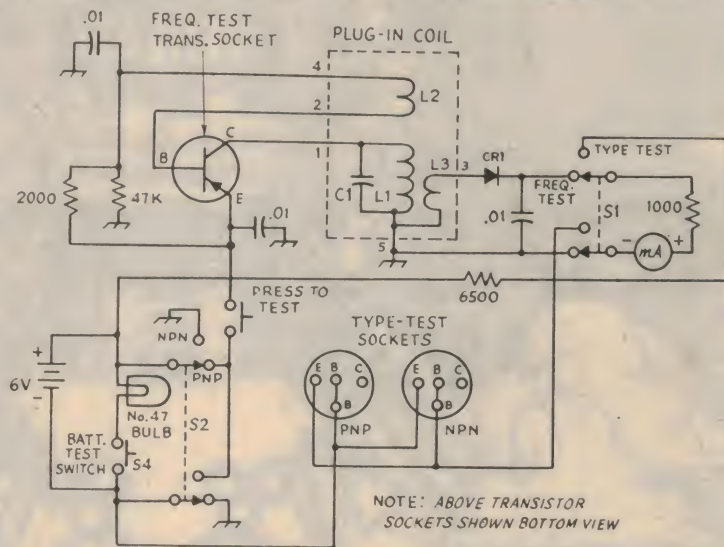 .01
FREQ. TEST
TRANS. SOCKET
PLUG-IN COIL
4
2
L2
B
C
E
1
C1
L1
L3
3
CR1
5
2000
47K
.01
.01
TYPE TEST
FREQ.
TEST
S1
1000
- mA +
6500
PRESS TO
TEST
NPN
PNP
+
6V
-
No. 47
BULB
BATT.
TEST
SWITCH
S4
S2
TYPE-TEST
SOCKETS
E B C
B
PNP
E B C
B
NPN
NOTE: ABOVE TRANSISTOR
SOCKETS SHOWN BOTTOM VIEW